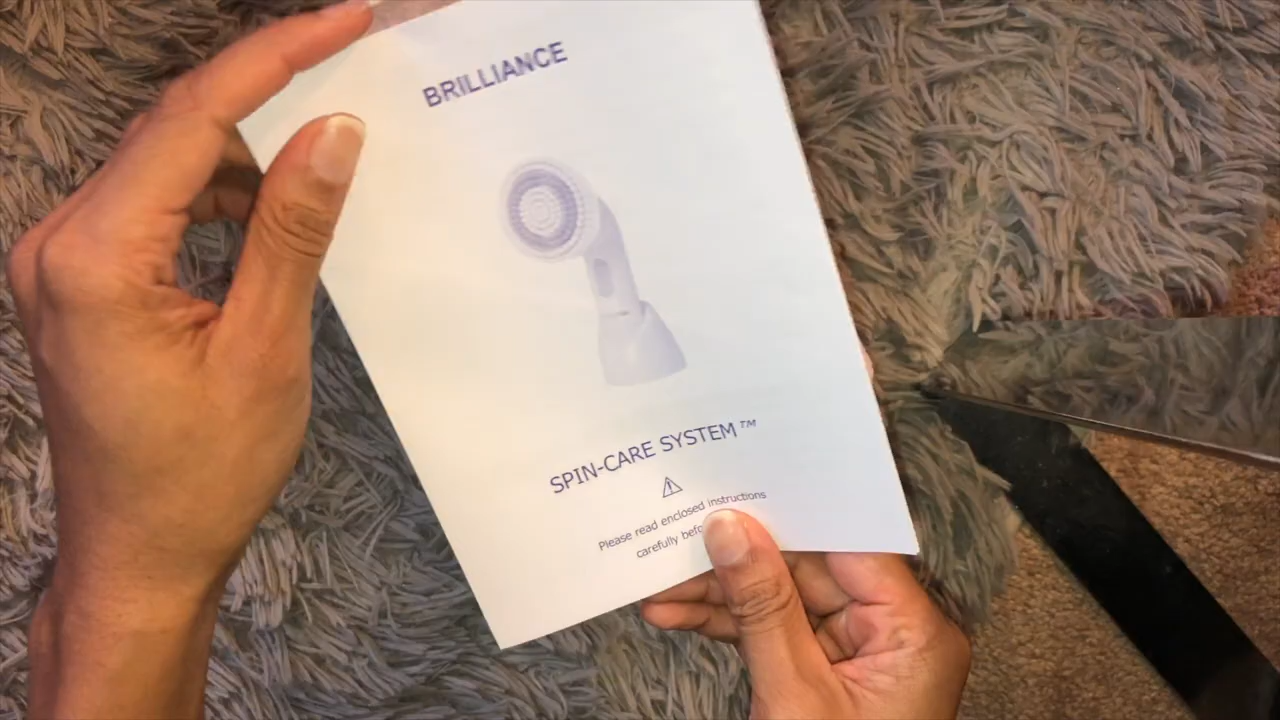 BRILLIANCE
SPIN-CARE SYSTEM™
Please read enclosed instructions
carefully